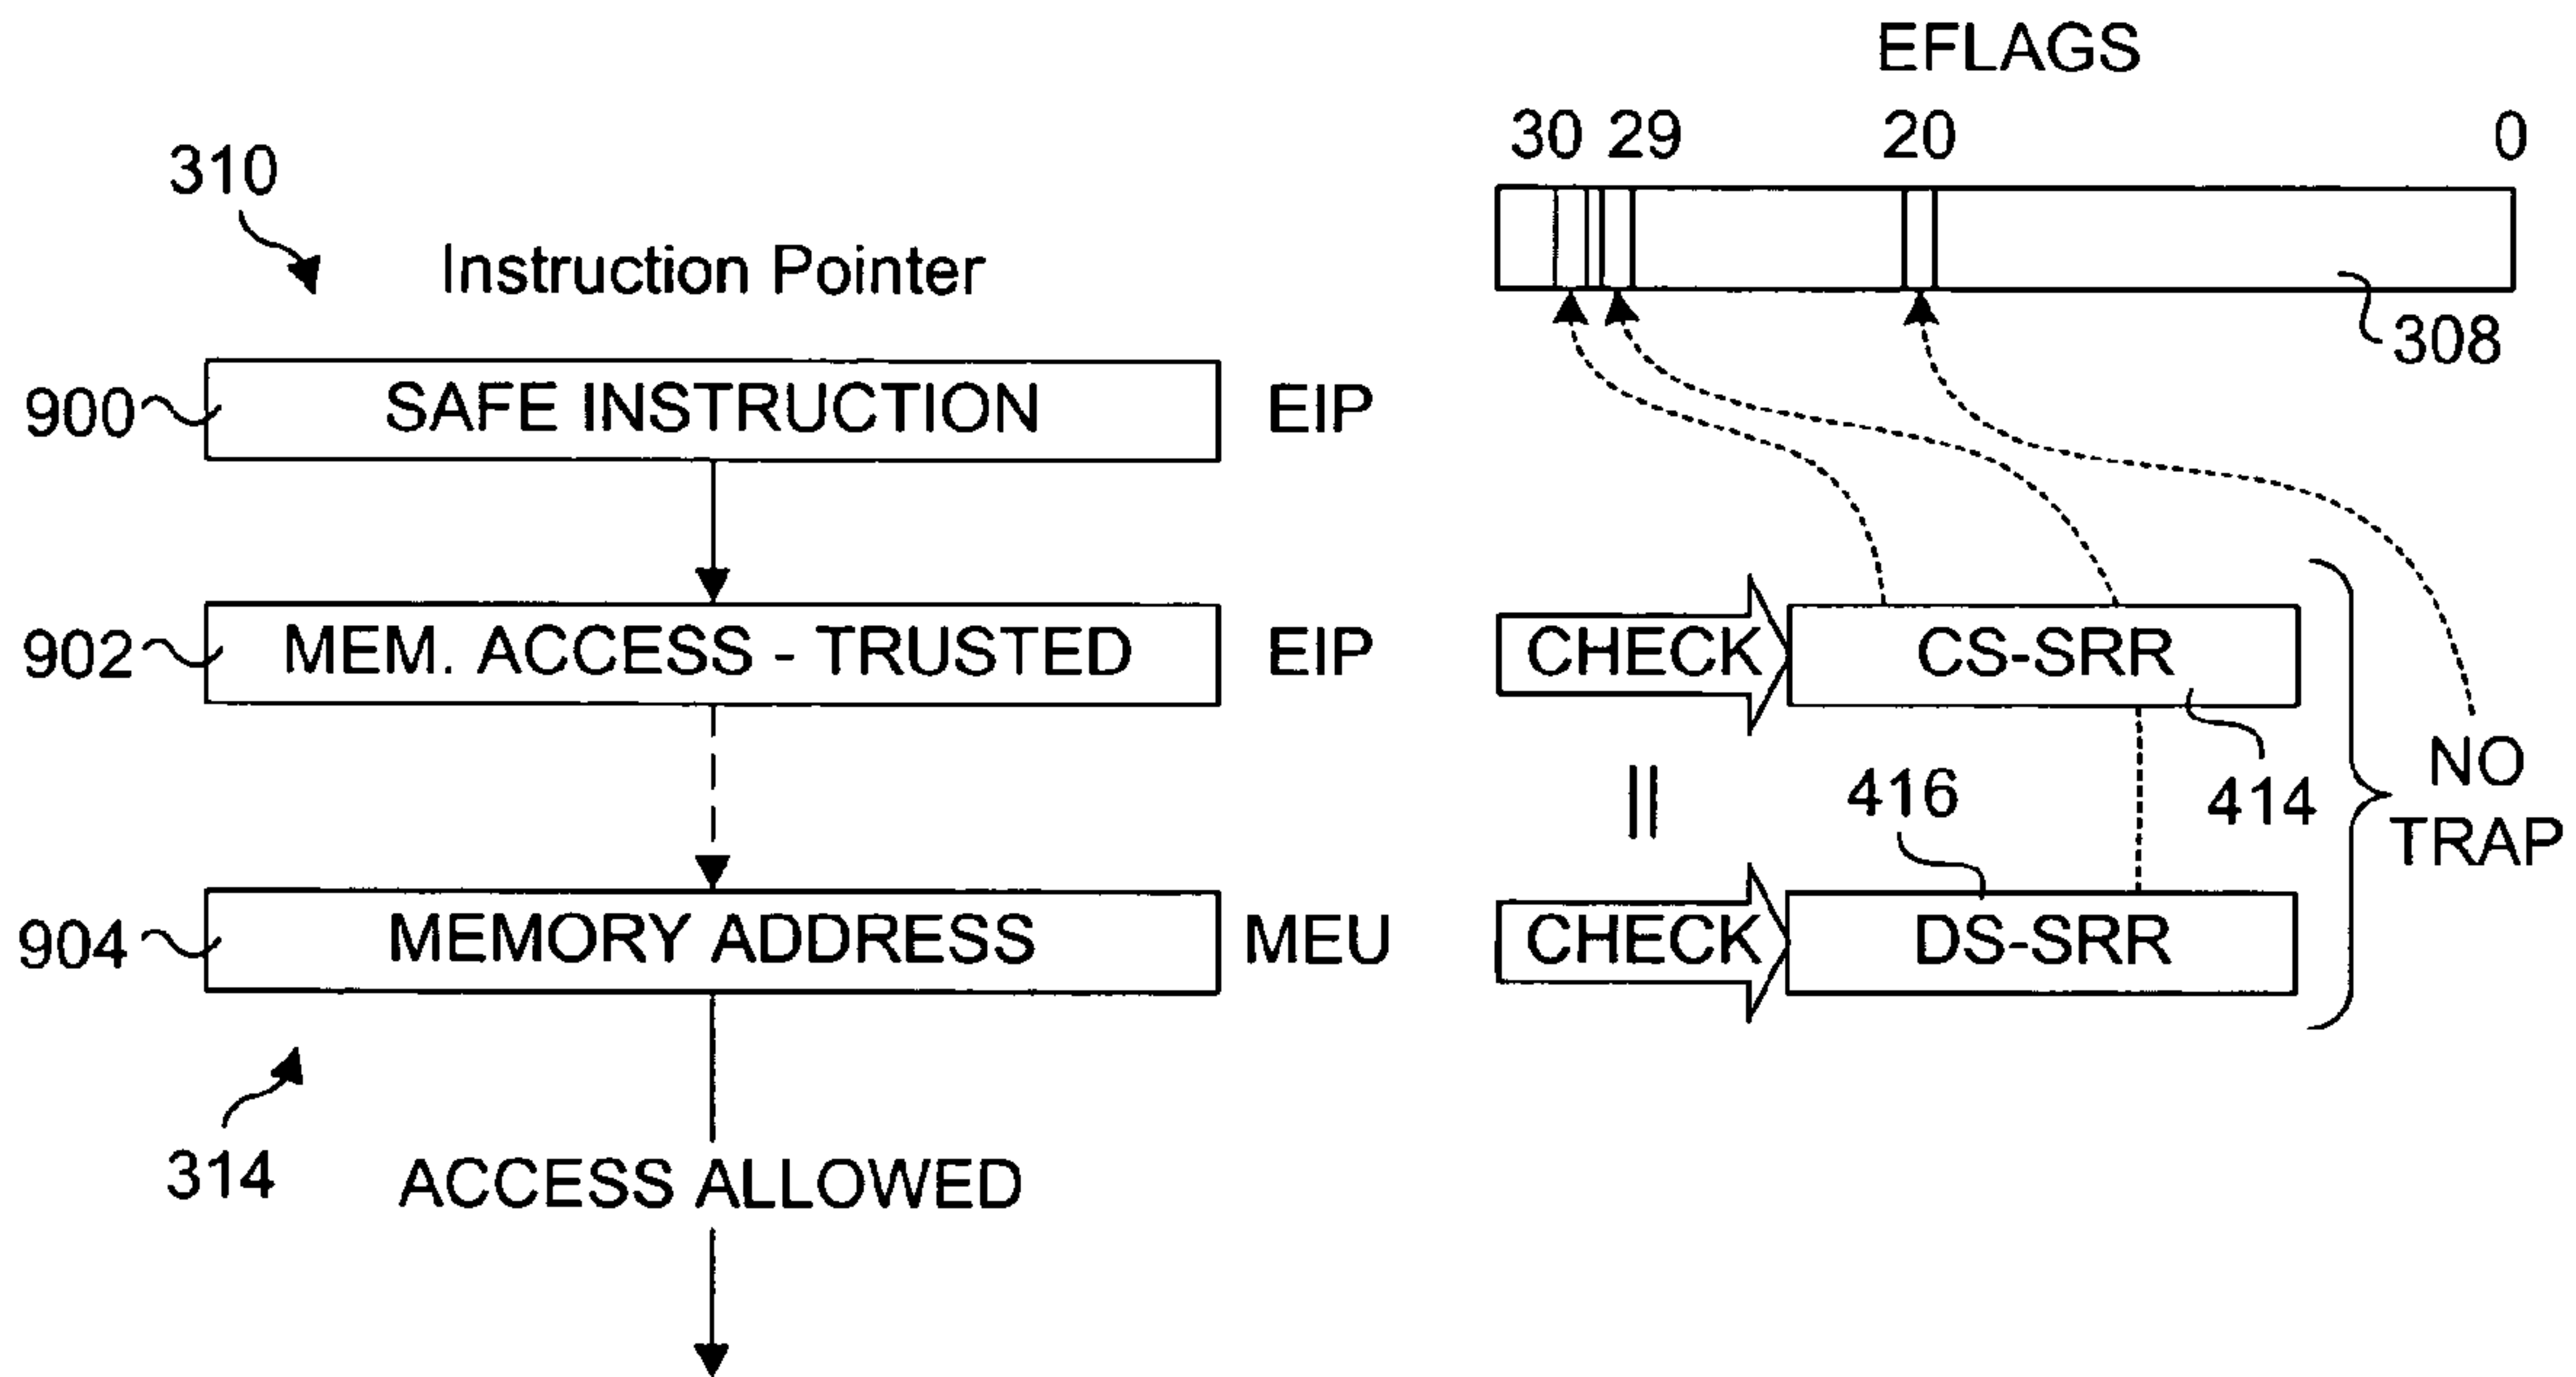 EFLAGS
30 29 20 0
310
Instruction Pointer
308
900 SAFE INSTRUCTION EIP
902 MEM. ACCESS - TRUSTED EIP CHECK CS-SRR
NO
TRAP
||
416 414
904 MEMORY ADDRESS MEU CHECK DS-SRR
314
ACCESS ALLOWED